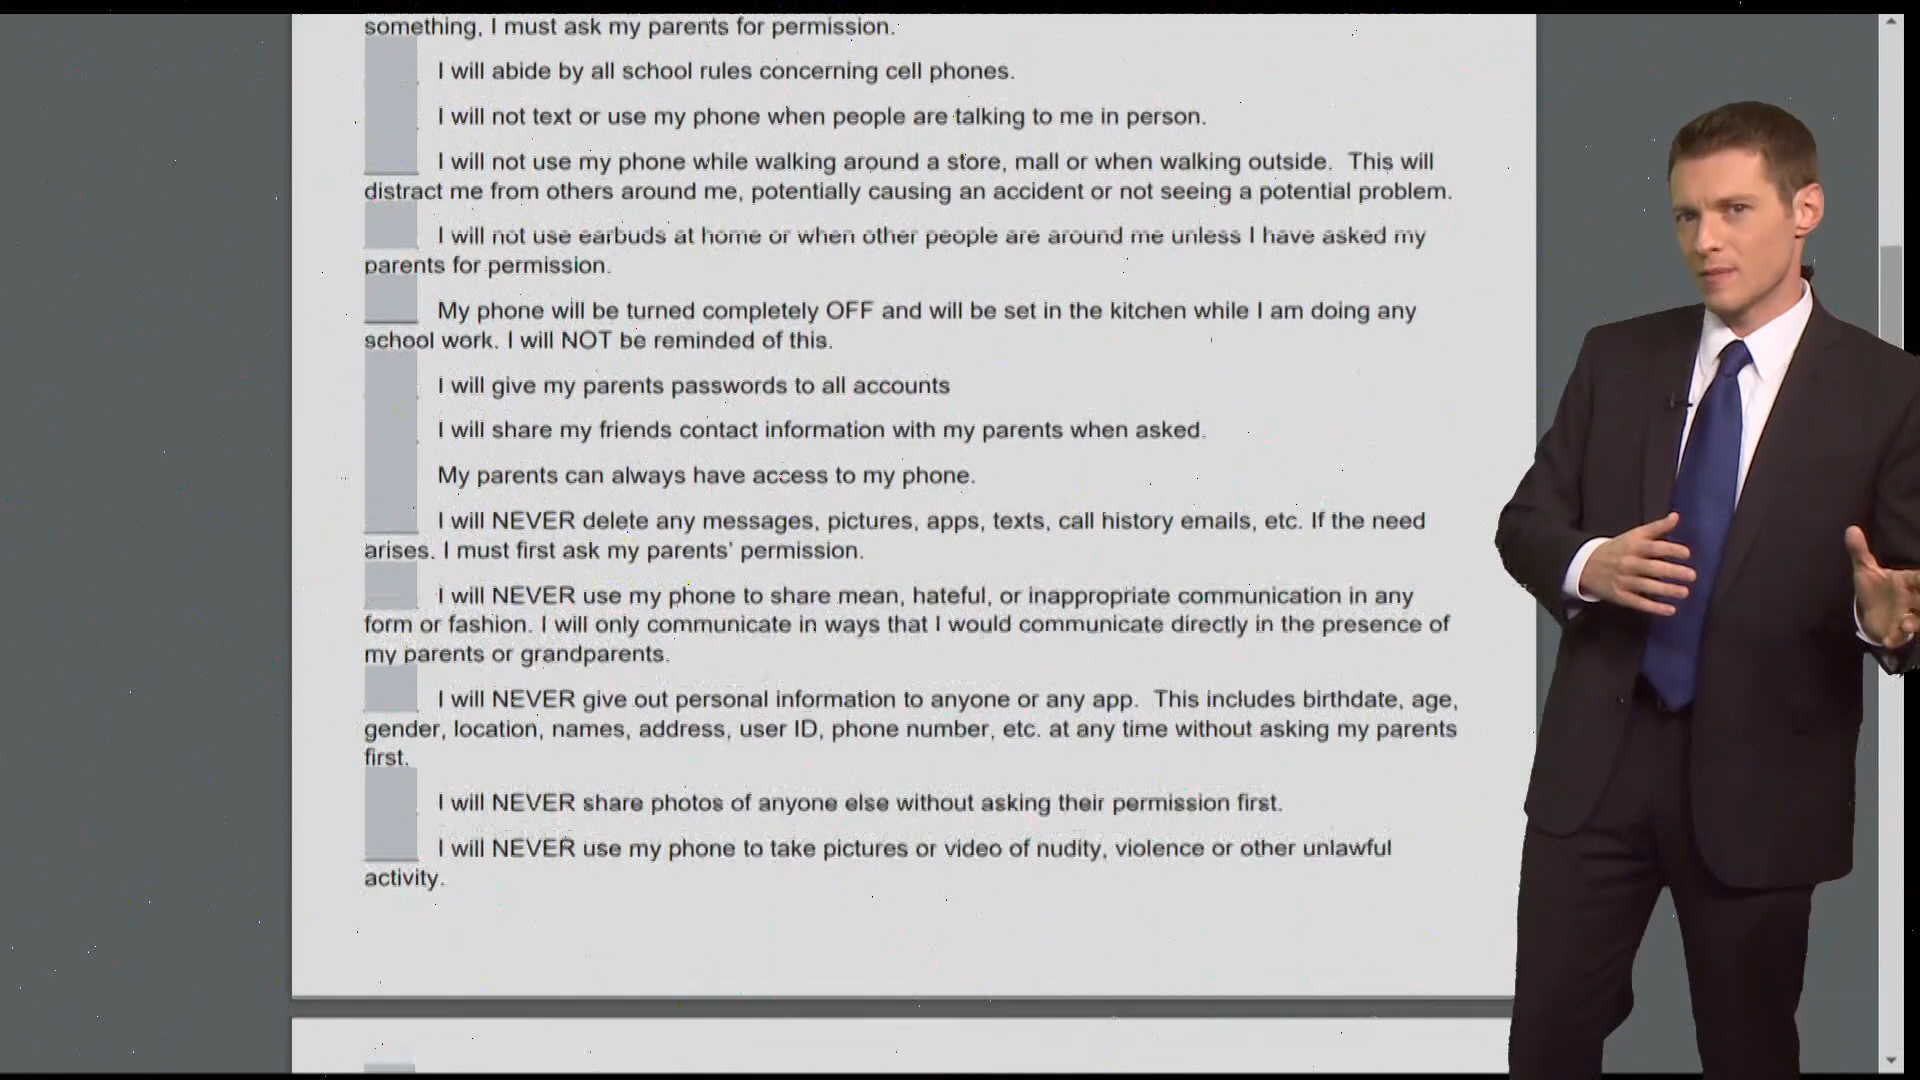 something, I must ask my parents for permission.
I will abide by all school rules concerning cell phones.
I will not text or use my phone when people are talking to me in person.
I will not use my phone while walking around a store, mall or when walking outside. This will
distract me from others around me, potentially causing an accident or not seeing a potential problem.
I will not use earbuds at home or when other people are around me unless I have asked my
parents for permission.
My phone will be turned completely OFF and will be set in the kitchen while I am doing any
school work. I will NOT be reminded of this.
I will give my parents passwords to all accounts
I will share my friends contact information with my parents when asked.
My parents can always have access to my phone.
I will NEVER delete any messages, pictures, apps, texts, call history emails, etc. If the need
arises. I must first ask my parents' permission.
I will NEVER use my phone to share mean, hateful, or inappropriate communication in any
form or fashion. I will only communicate in ways that I would communicate directly in the presence of
my parents or grandparents.
I will NEVER give out personal information to anyone or any app. This includes birthdate, age,
gender, location, names, address, user ID, phone number, etc. at any time without asking my parents
first.
I will NEVER share photos of anyone else without asking their permission first.
I will NEVER use my phone to take pictures or video of nudity, violence or other unlawful
activity.